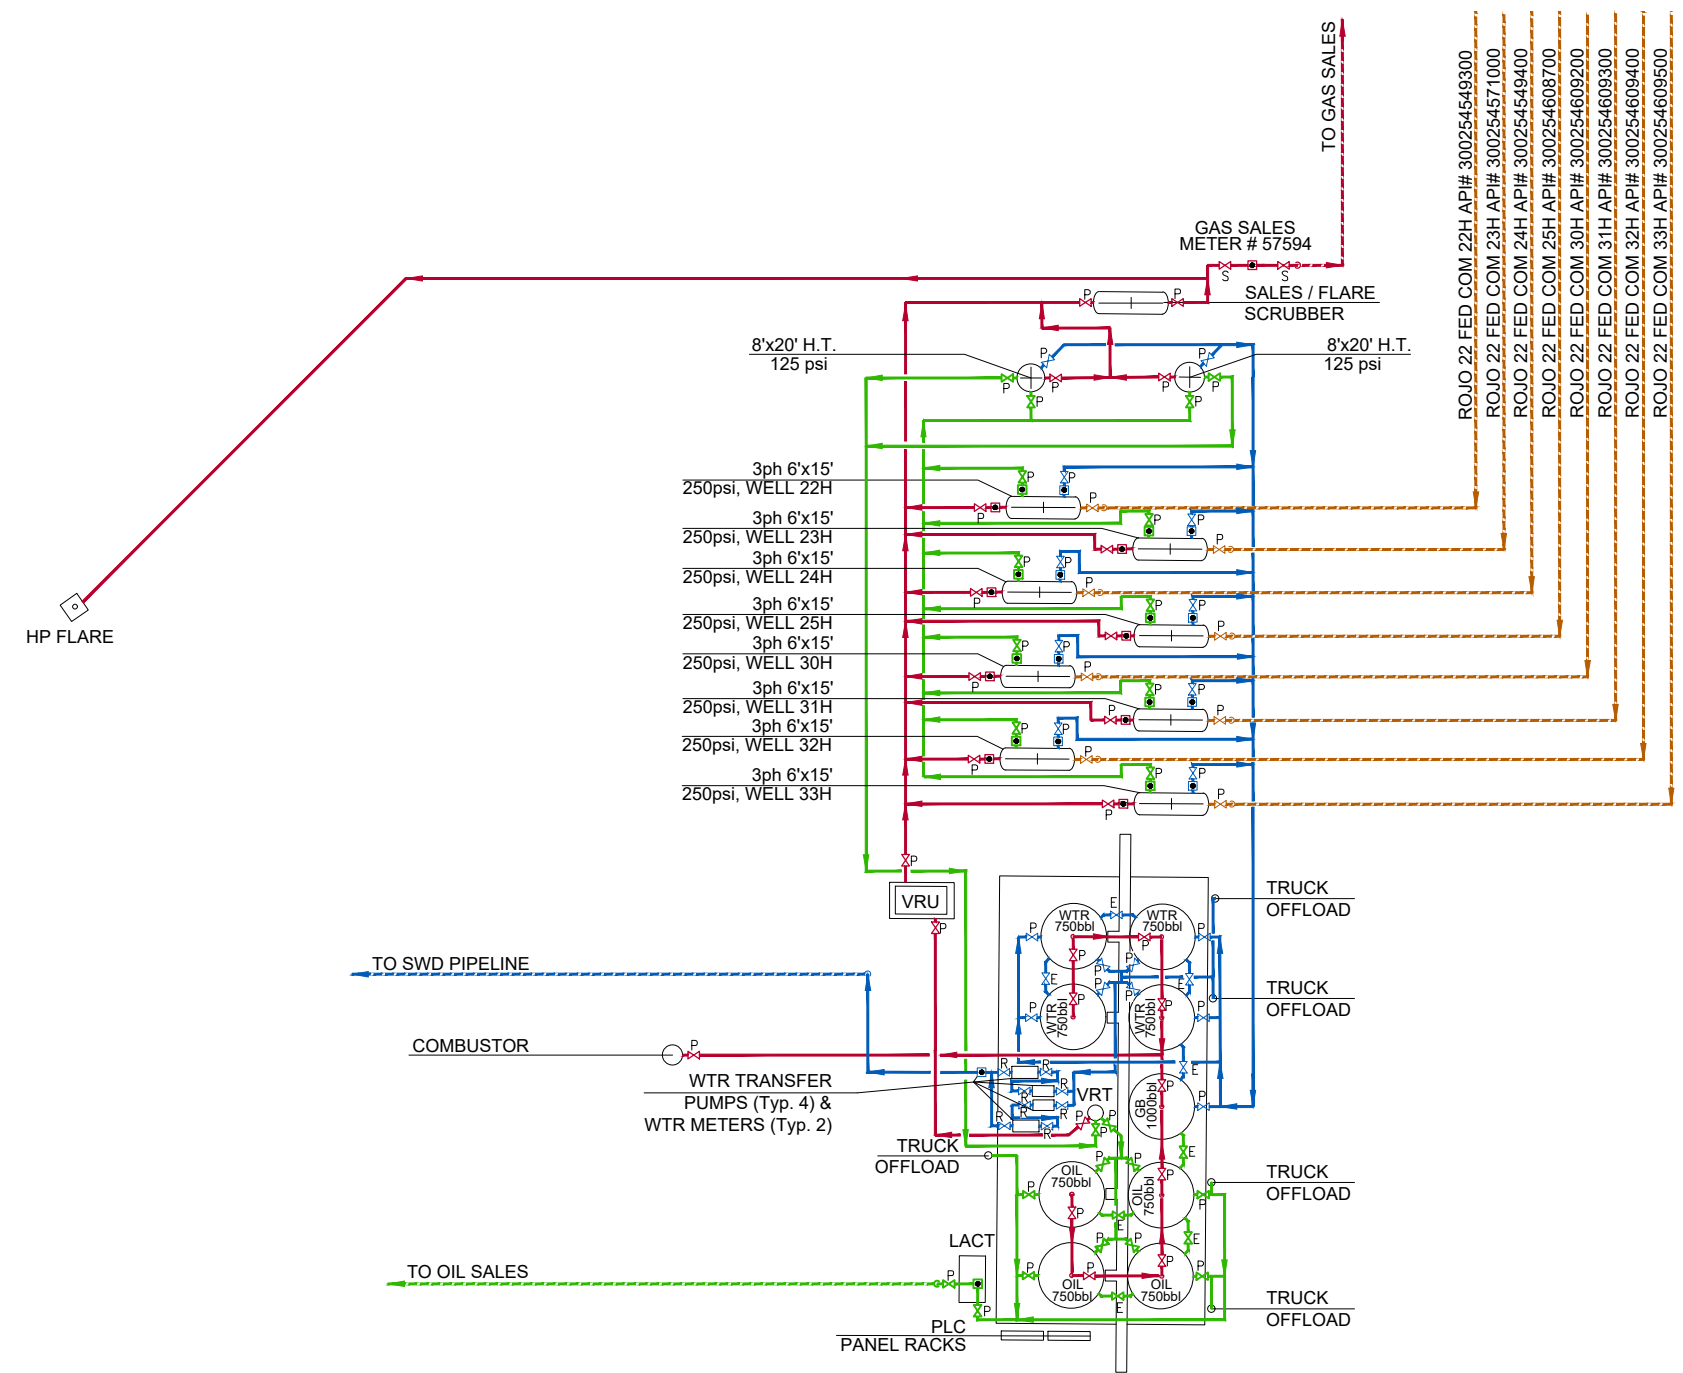 TO GAS SALES
ROJO 22 FED COM 22H API# 300254549300
ROJO 22 FED COM 23H API# 300254571000
ROJO 22 FED COM 24H API# 300254549400
ROJO 22 FED COM 25H API# 300254608700
ROJO 22 FED COM 30H API# 300254609200
ROJO 22 FED COM 31H API# 300254609300
ROJO 22 FED COM 32H API# 300254609400
ROJO 22 FED COM 33H API# 300254609500
GAS SALES
METER # 57594
S S
P P
SALES / FLARE
SCRUBBER
8'x20' H.T.
125 psi
8'x20' H.T.
125 psi
P P
P P P P
P P
3ph 6'x15'
250psi, WELL 22H
P P P P
3ph 6'x15'
250psi, WELL 23H
P P P P
3ph 6'x15'
250psi, WELL 24H
P P P P
3ph 6'x15'
250psi, WELL 25H
P P P P
3ph 6'x15'
250psi, WELL 30H
P P P P
3ph 6'x15'
250psi, WELL 31H
P P P P
3ph 6'x15'
250psi, WELL 32H
P P P P
3ph 6'x15'
250psi, WELL 33H
P P P P
HP FLARE
P
VRU
P
TRUCK
OFFLOAD
WTR
750bbl
WTR
750bbl
E
P P P
P P
P P
E E
P P
TO SWD PIPELINE
TRUCK
OFFLOAD
WTR
750bbl
WTR
750bbl
P P P P
COMBUSTOR
P
E
WTR TRANSFER
PUMPS (Typ. 4) &
WTR METERS (Typ. 2)
R R
R R
R R
R R
VRT
P P P
GB
1000bbl
P P
E
TRUCK
OFFLOAD
OIL
750bbl
OIL
750bbl
P P
P P P P
E E
TRUCK
OFFLOAD
LACT
P P
P P P P
TO OIL SALES
P
P
OIL
750bbl
OIL
750bbl
E
TRUCK
OFFLOAD
PLC
PANEL RACKS